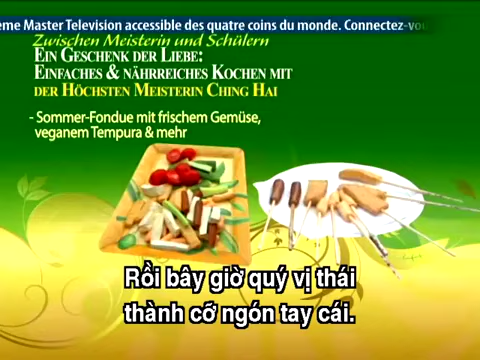 eme Master Television accessible des quatre coins du monde. Connectez-vou
Zwischen Meisterin und Schülern
EIN GESCHENK DER LIEBE:
EINFACHES & NÄHRREICHES KOCHEN MIT
DER HÖCHSTEN MEISTERIN CHING HAI
- Sommer-Fondue mit frischem Gemüse,
veganem Tempura & mehr
Rồi bây giờ quý vị thái
thành cỡ ngón tay cái.